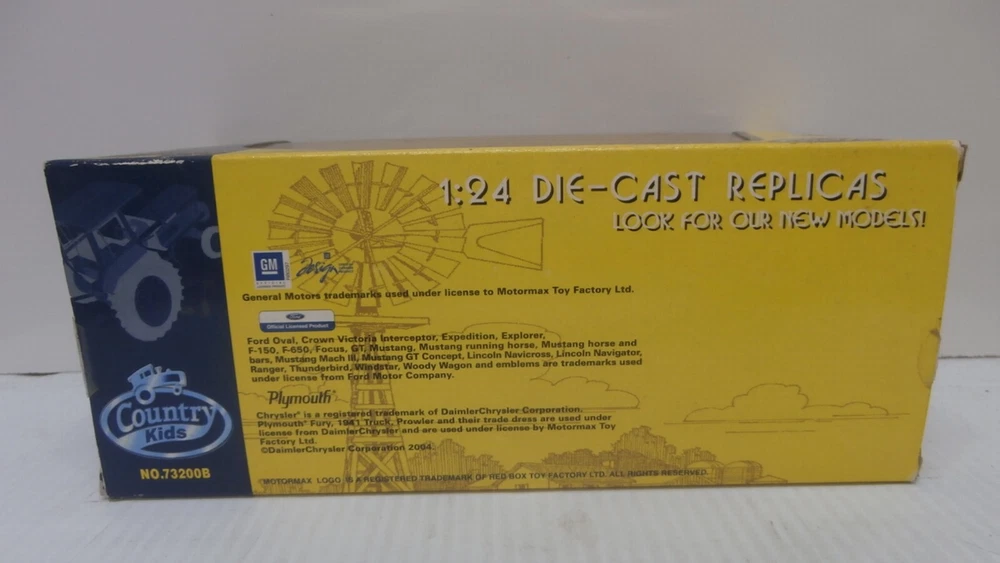 1:24 DIE-CAST REPLICAS
LOOK FOR OUR NEW MODELS!
GM
OFFICIAL
General Motors trademarks used under license to Motormax Toy Factory Ltd.
Ford
Official Licensed Product
Ford Oval, Crown Victoria Interceptor, Expedition, Explorer,
F-150, F-650, Focus, GT, Mustang, Mustang running horse, Mustang horse and
bars, Mustang Mach III, Mustang GT Concept, Lincoln Navicross, Lincoln Navigator,
Ranger, Thunderbird, Windstar, Woody Wagon and emblems are trademarks used
under license from Ford Motor Company.
Plymouth®
Chrysler® is a registered trademark of DaimlerChrysler Corporation.
Plymouth® Fury, 1941 Truck, Prowler and their trade dress are used under
license from DaimlerChrysler and are used under license by Motormax Toy
Factory Ltd.
©DaimlerChrysler Corporation 2004.
MOTORMAX LOGO IS A REGISTERED TRADEMARK OF RED BOX TOY FACTORY LTD. ALL RIGHTS RESERVED.
Country
Kids
NO.73200B